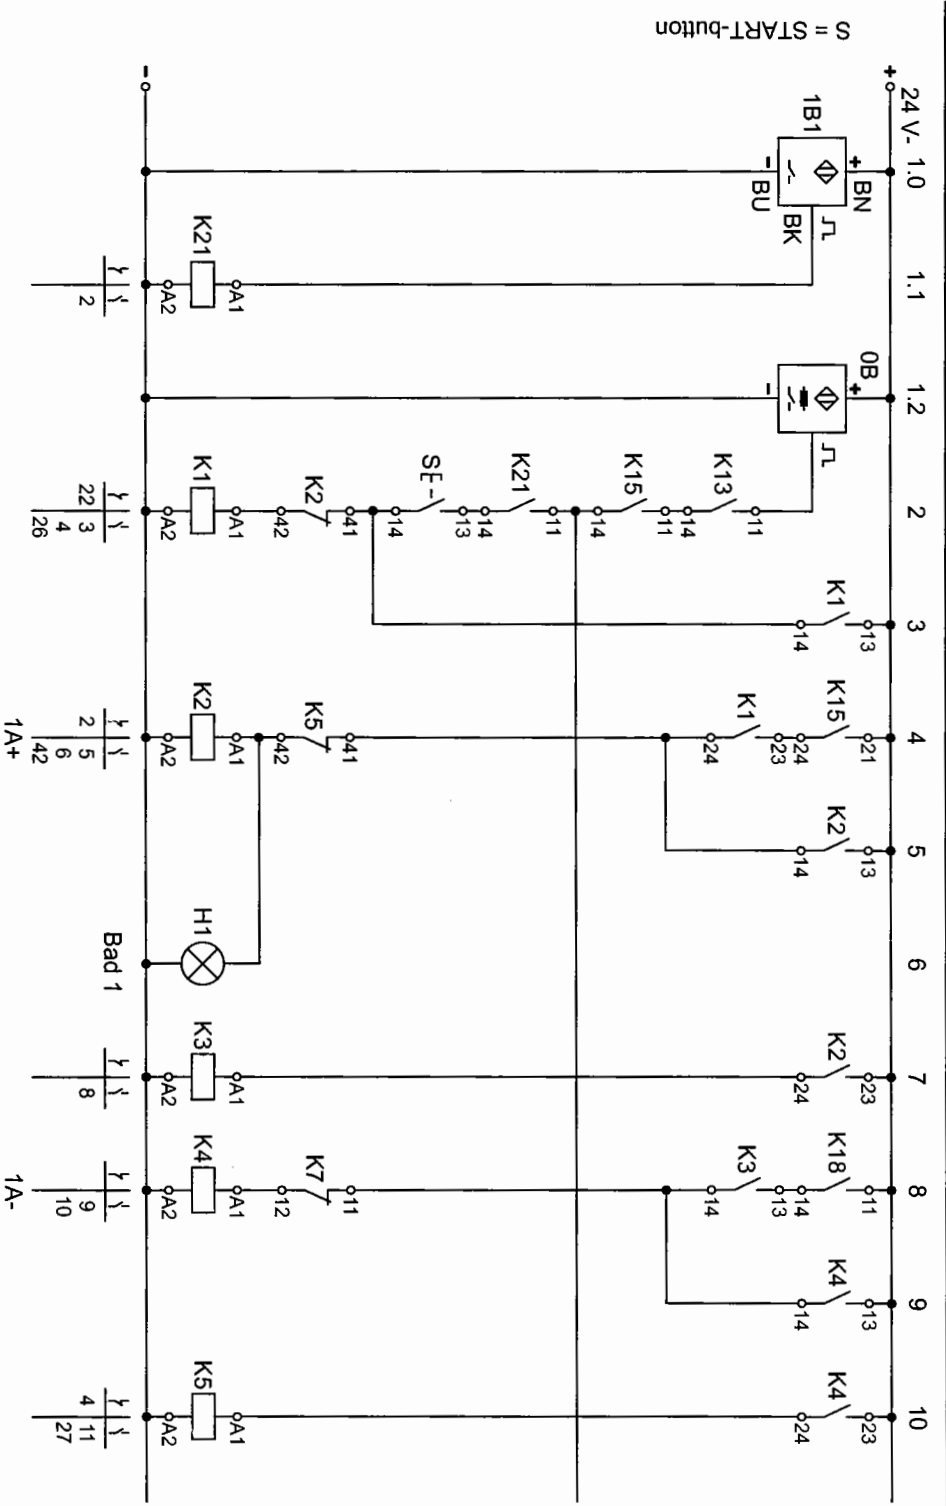 S = START-button
+
24 V-
1.0
1.1
1.2
2
3
4
5
6
7
8
9
10
1B1
+
BN
BK
-
BU
0B
+
-
K13
11
14
K15
11
14
K21
11
14
S
13
14
K2
41
42
K1
13
14
K15
21
24
K1
23
24
K2
13
14
K5
41
42
K2
23
24
K18
11
14
K3
13
14
K4
13
14
K7
11
12
K4
23
24
-
K21
A1
A2
K1
A1
A2
K2
A1
A2
H1
K3
A1
A2
K4
A1
A2
K5
A1
A2
2
22 3
4
26
2 5
6
42
Bad 1
8
9
10
4 11
27
1A+
1A-